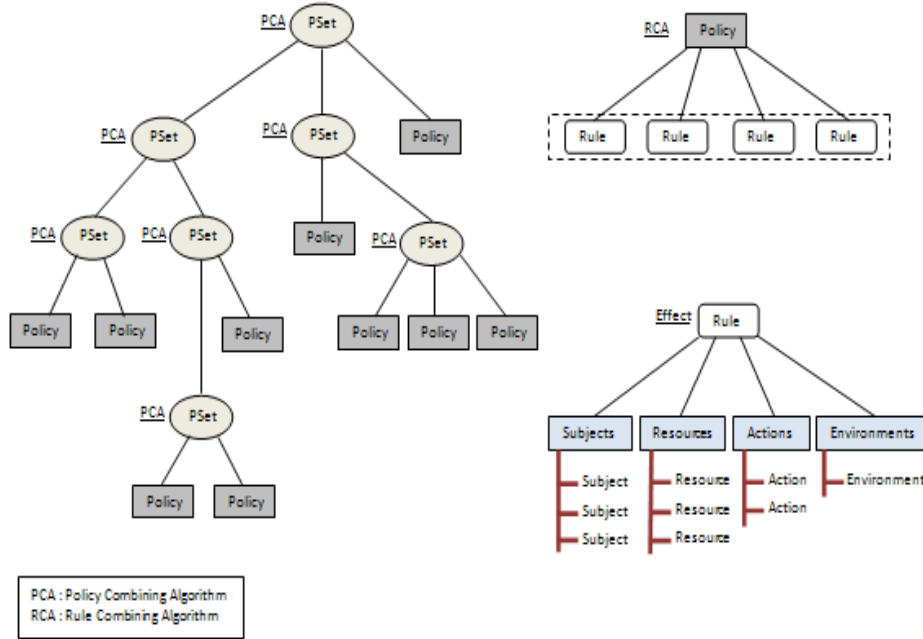 PCA PSet
PCA PSet
PCA PSet
Policy
PCA PSet
PCA PSet
Policy
PCA PSet
Policy
Policy
Policy
Policy
Policy
Policy
PCA PSet
Policy
Policy
RCA Policy
Rule
Rule
Rule
Rule
Effect Rule
Subjects
Resources
Actions
Environments
Subject
Subject
Subject
Resource
Resource
Resource
Action
Action
Environment
PCA : Policy Combining Algorithm
RCA : Rule Combining Algorithm